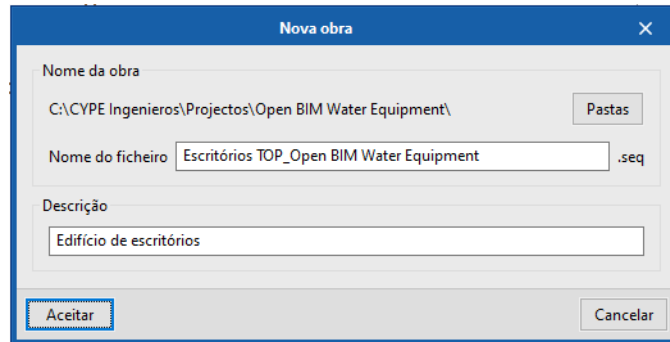 Nova obra
Nome da obra
C:\CYPE Ingenieros\Projectos\Open BIM Water Equipment\ Pastas
Nome do ficheiro Escritórios TOP_Open BIM Water Equipment .seq
Descrição
Edifício de escritórios
Aceitar Cancelar